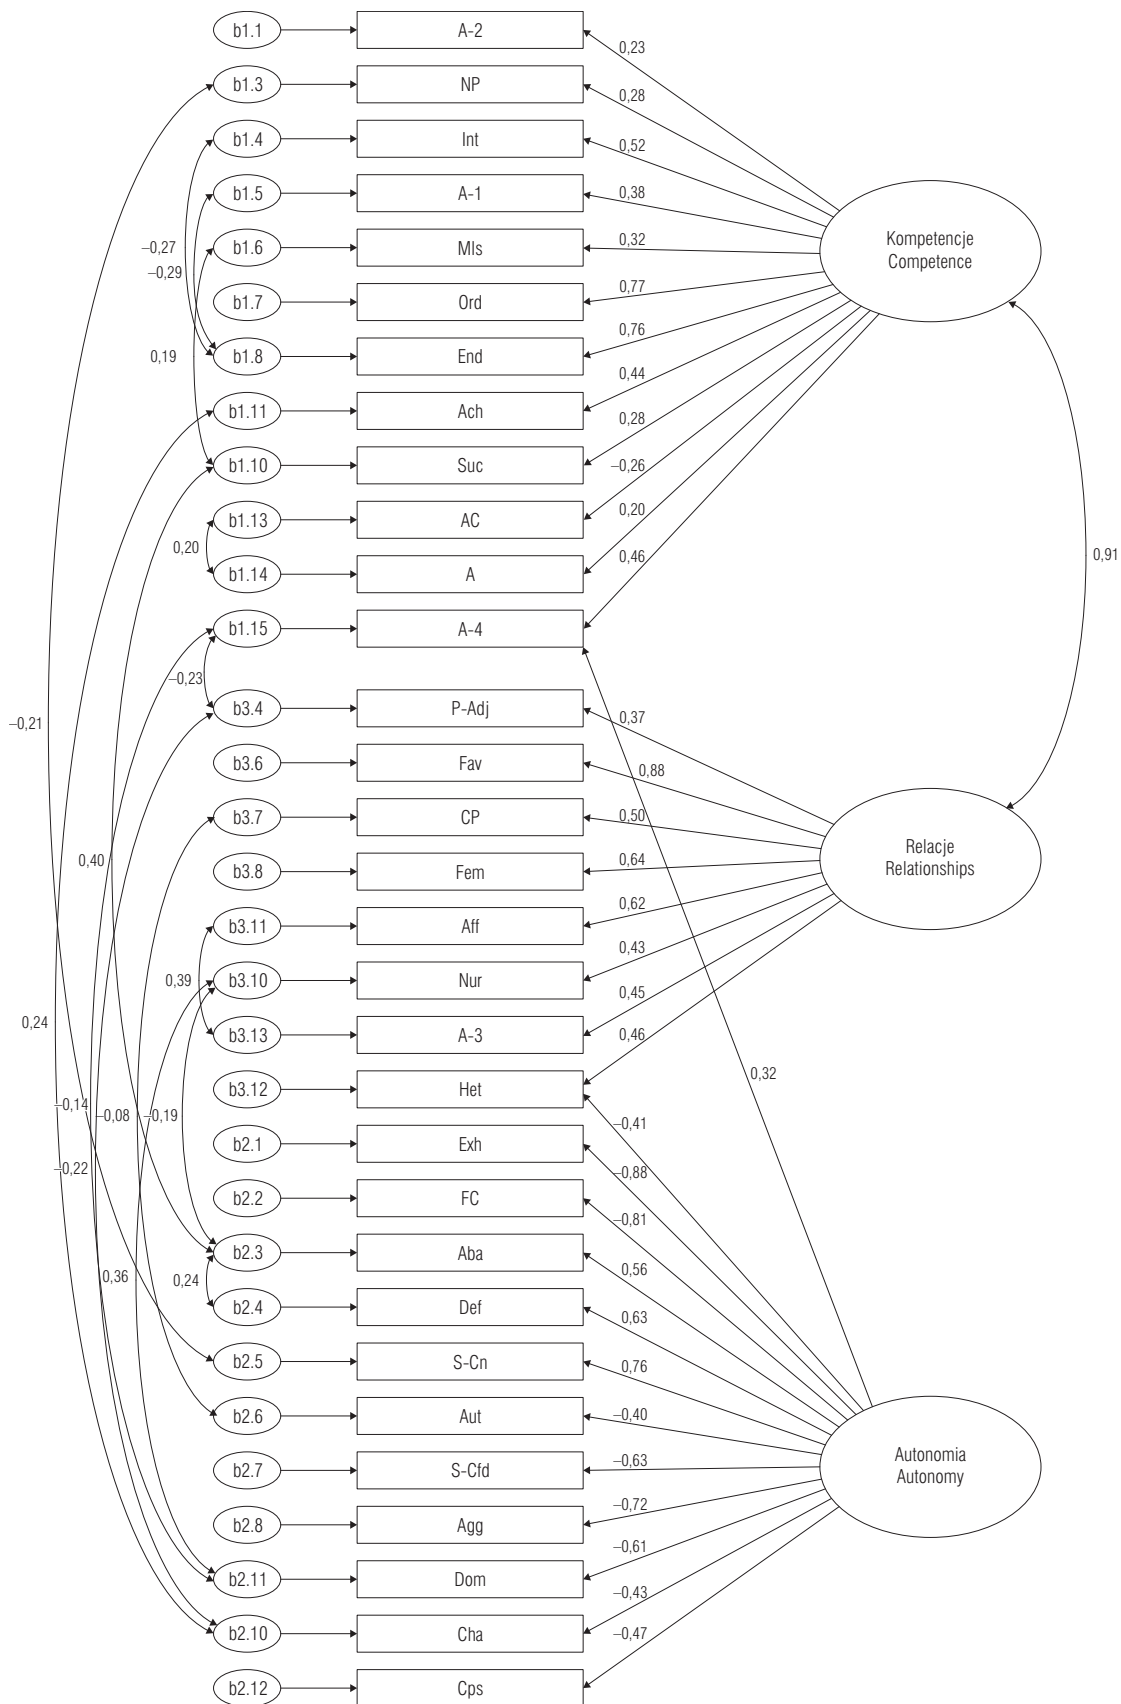 b1.1
A-2
0,23
b1.3
NP
0,28
b1.4
Int
0,52
b1.5
A-1
0,38
b1.6
Mls
0,32
Kompetencje
Competence
–0,27
–0,29
b1.7
Ord
0,77
b1.8
End
0,76
0,19
b1.11
Ach
0,44
b1.10
Suc
0,28
–0,26
b1.13
AC
0,20
0,20
b1.14
A
0,46
0,91
b1.15
A-4
–0,23
–0,21
b3.4
P-Adj
0,37
b3.6
Fav
0,88
b3.7
CP
0,50
0,40
b3.8
Fem
0,64
Relacje
Relationships
b3.11
Aff
0,62
0,39
b3.10
Nur
0,43
0,24
b3.13
A-3
0,45
0,46
b3.12
Het
0,32
–0,14
–0,08
–0,19
–0,41
b2.1
Exh
–0,22
–0,88
b2.2
FC
–0,81
b2.3
Aba
0,56
0,36
0,24
b2.4
Def
0,63
b2.5
S-Cn
0,76
b2.6
Aut
–0,40
b2.7
S-Cfd
–0,63
Autonomia
Autonomy
b2.8
Agg
–0,72
b2.11
Dom
–0,61
b2.10
Cha
–0,43
–0,47
b2.12
Cps